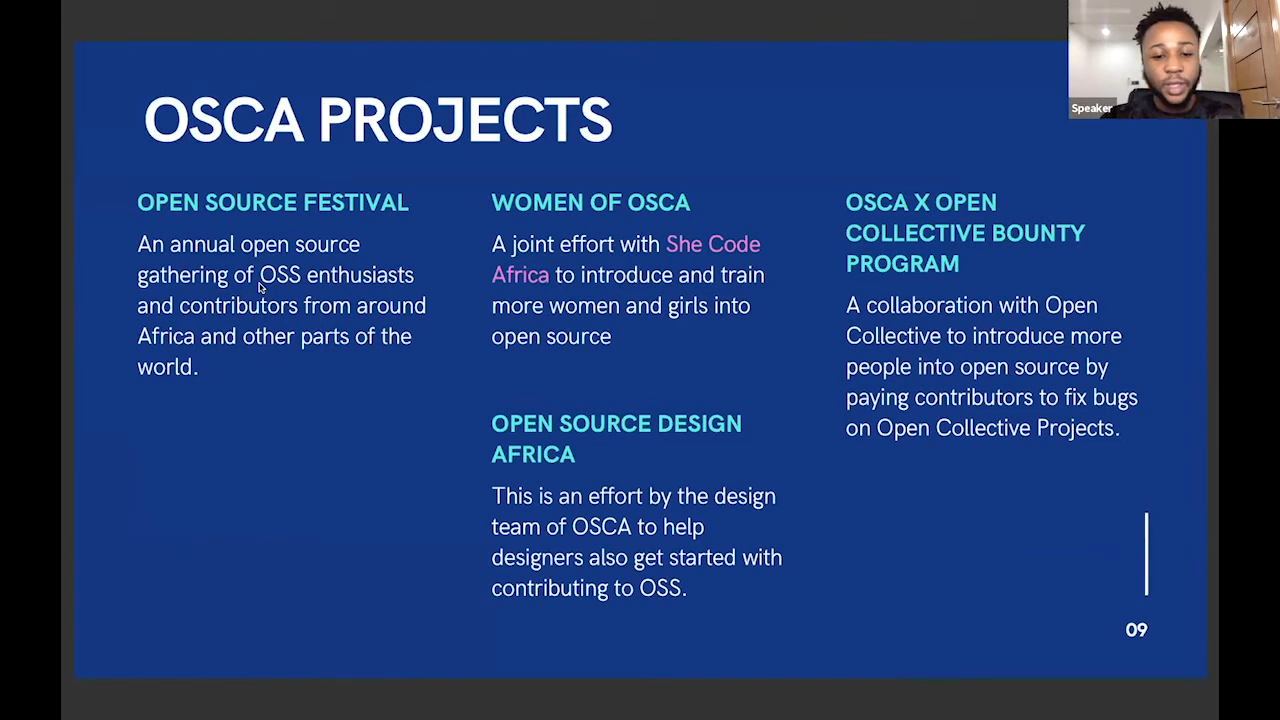 Speaker
OSCA PROJECTS
OPEN SOURCE FESTIVAL
An annual open source
gathering of OSS enthusiasts
and contributors from around
Africa and other parts of the
world.
WOMEN OF OSCA
A joint effort with She Code
Africa to introduce and train
more women and girls into
open source
OPEN SOURCE DESIGN
AFRICA
This is an effort by the design
team of OSCA to help
designers also get started with
contributing to OSS.
OSCA X OPEN
COLLECTIVE BOUNTY
PROGRAM
A collaboration with Open
Collective to introduce more
people into open source by
paying contributors to fix bugs
on Open Collective Projects.
09